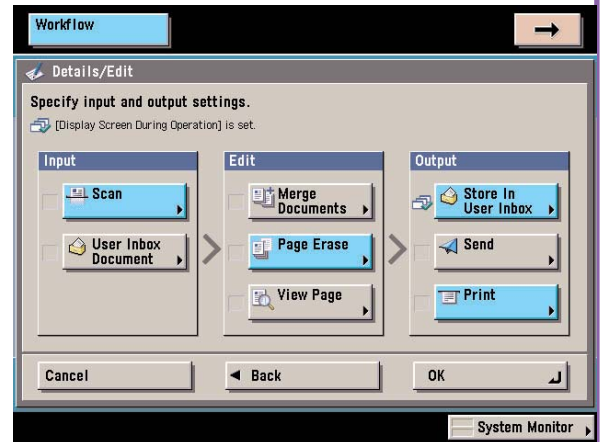 Workflow
Details/Edit
Specify input and output settings.
[Display Screen During Operation] is set.
Input
Scan
User Inbox
Document
Edit
Merge
Documents
Page Erase
View Page
Output
Store In
User Inbox
Send
Print
Cancel
Back
OK
System Monitor